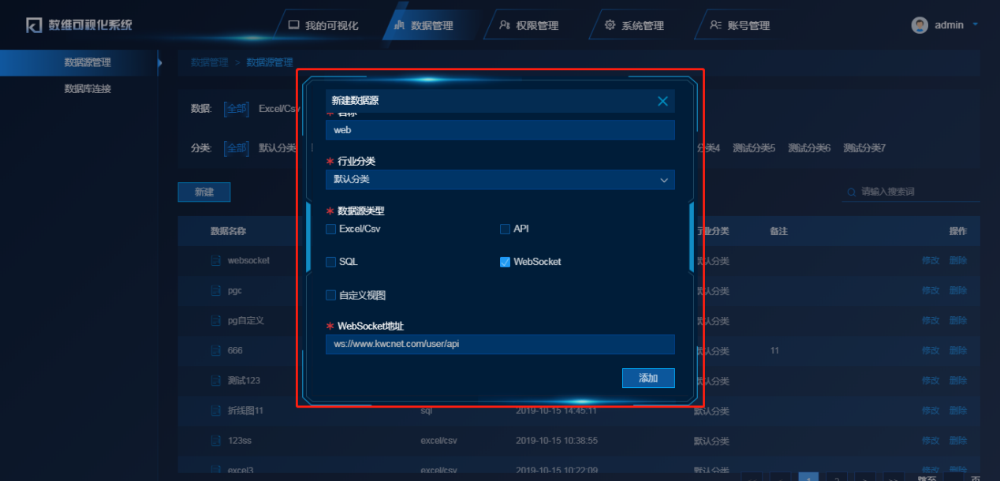 数维可视化系统
我的可视化
数据管理
权限管理
系统管理
账号管理
admin
数据源管理
数据库连接
数据管理 > 数据源管理
数据: 全部 Excel/Csv
分类: 全部 默认分类 分类4 测试分类5 测试分类6 测试分类7
新建
请输入搜索词
数据名称 行业分类 备注 操作
websocket 默认分类 修改 删除
pgc 默认分类 修改 删除
pg自定义 默认分类 修改 删除
666 默认分类 11 修改 删除
测试123 默认分类 修改 删除
折线图11 sql 2019-10-15 14:45:11 默认分类 修改 删除
123ss excel/csv 2019-10-15 10:38:55 默认分类 修改 删除
excel3 excel/csv 2019-10-15 10:22:09 默认分类 修改 删除
<< < 1 2 > >> 跳至 页
新建数据源
* 名称
web
* 行业分类
默认分类
* 数据源类型
Excel/Csv API
SQL WebSocket
自定义视图
* WebSocket地址
ws://www.kwcnet.com/user/api
添加